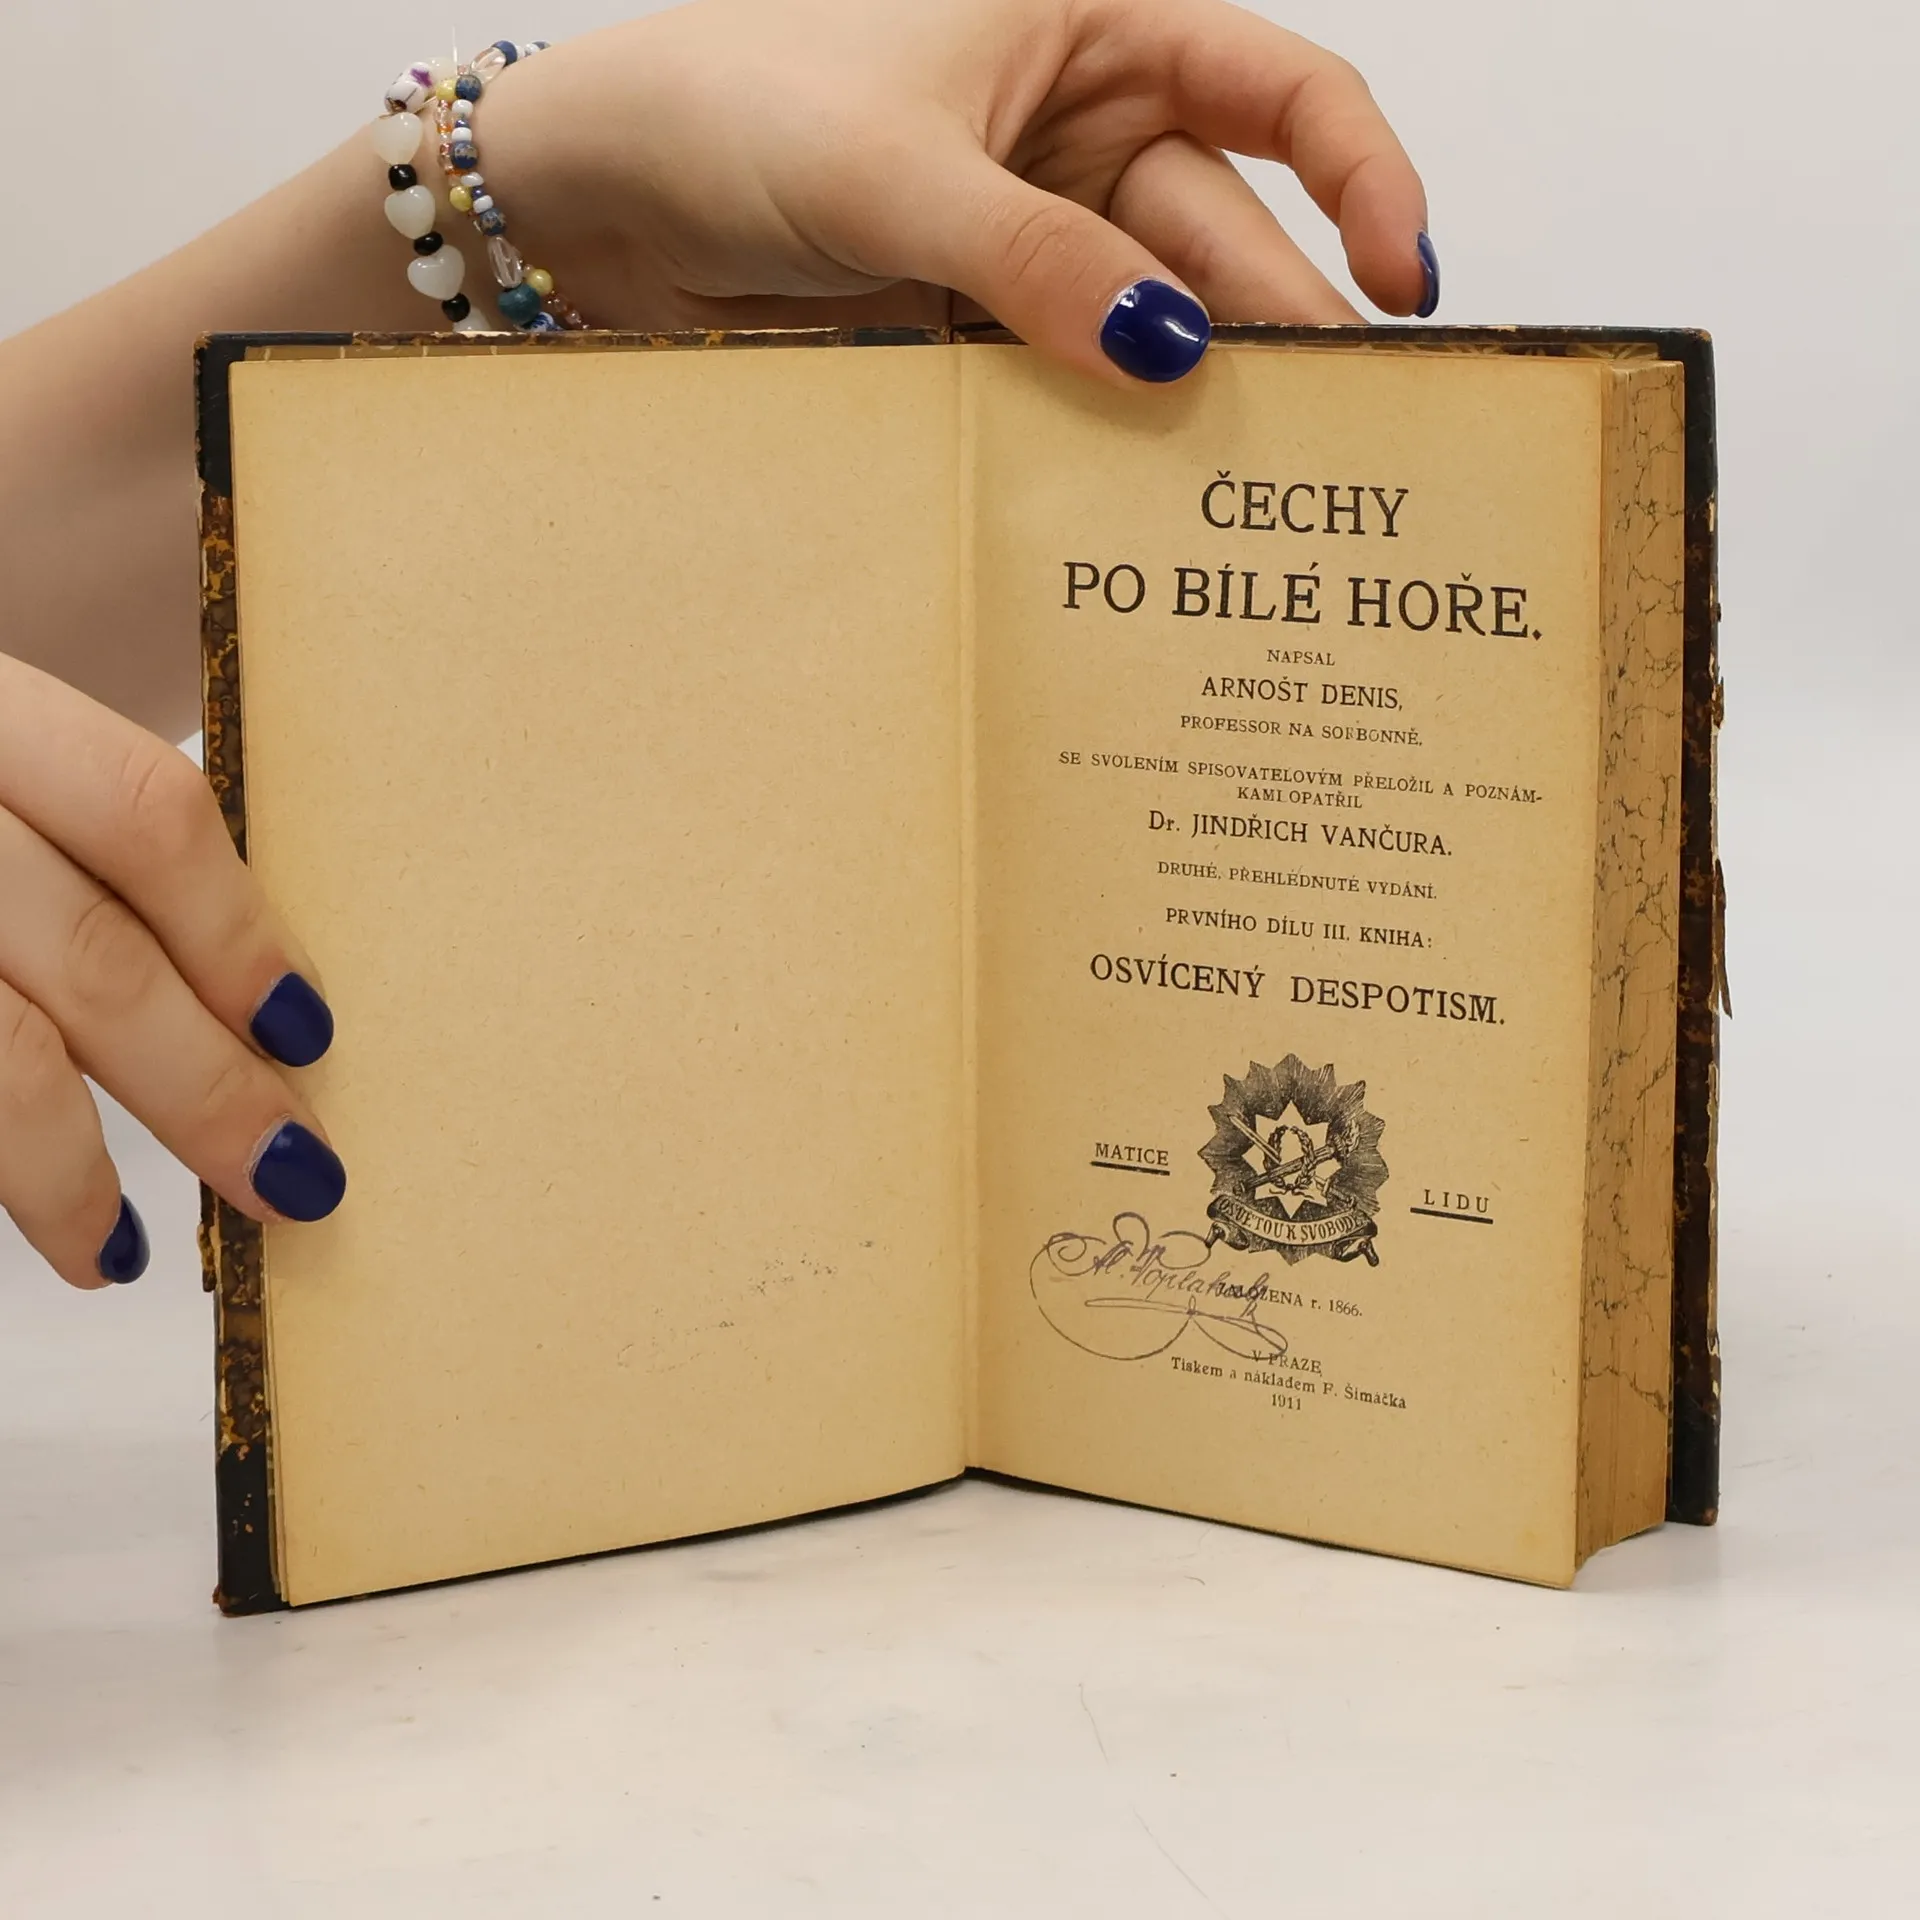 ČECHY
PO BÍLÉ HOŘE.
NAPSAL
ARNOŠT DENIS,
PROFESSOR NA SORBONNĚ,
SE SVOLENÍM SPISOVATELOVÝM PŘELOŽIL A POZNÁM-
KAMI OPATŘIL
Dr. JINDŘICH VANČURA.
DRUHÉ, PŘEHLÉDNUTÉ VYDÁNÍ.
PRVNÍHO DÍLU III. KNIHA:
OSVÍCENÝ DESPOTISM.
MATICE
LIDU
OSVĚTOU K SVOBODĚ
ZALOŽENA r. 1866.
V PRAZE,
Tiskem a nákladem F. Šimáčka
1911